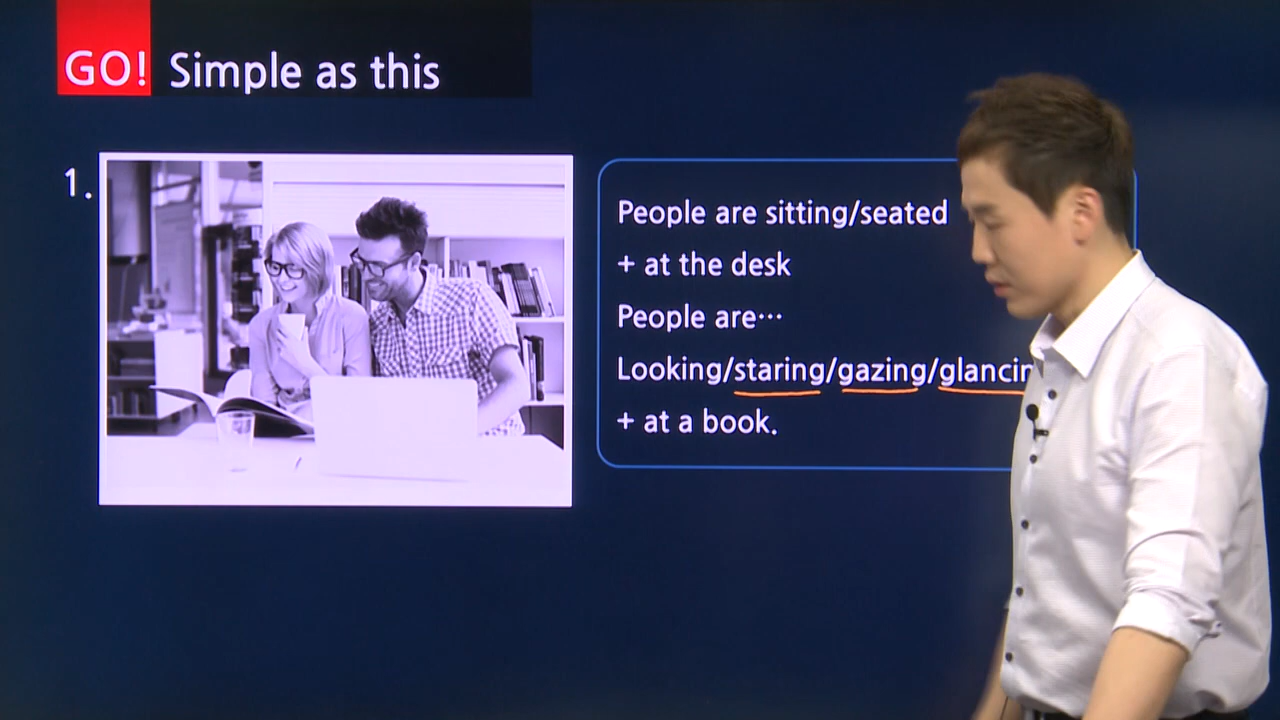 GO! Simple as this
1.
People are sitting/seated
+ at the desk
People are…
Looking/staring/gazing/glancin
+ at a book.